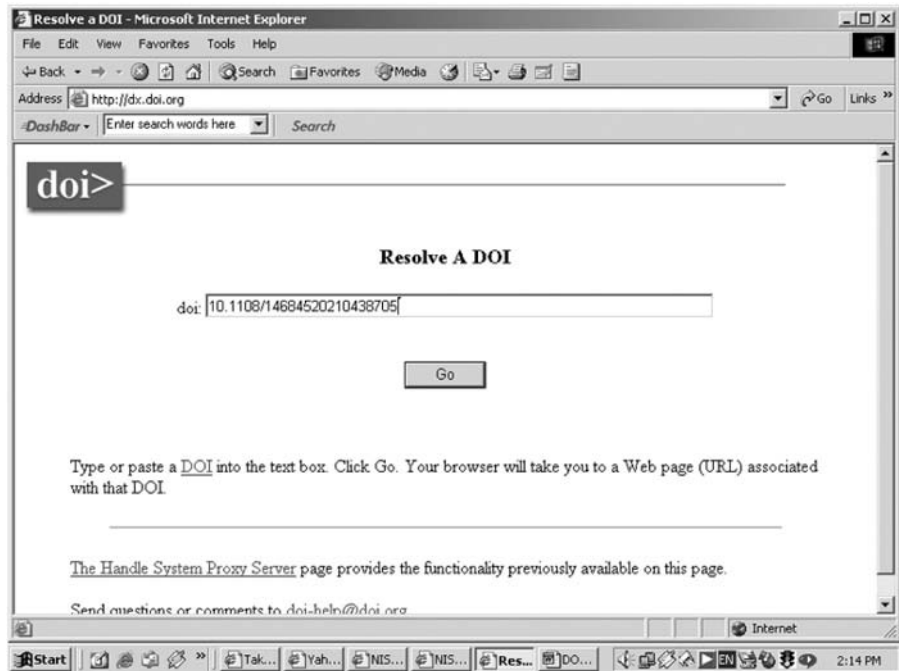 Resolve a DOI - Microsoft Internet Explorer
File Edit View Favorites Tools Help
Back Search Favorites Media
Address http://dx.doi.org Go Links »
DashBar Enter search words here Search
doi>
Resolve A DOI
doi: 10.1108/14684520210438705
Go
Type or paste a DOI into the text box. Click Go. Your browser will take you to a Web page (URL) associated
with that DOI.
The Handle System Proxy Server page provides the functionality previously available on this page.
Send questions or comments to doi-help@doi.org
Internet
Start » Tak... Yah... NIS... NIS... Res... DO... EN 2:14 PM